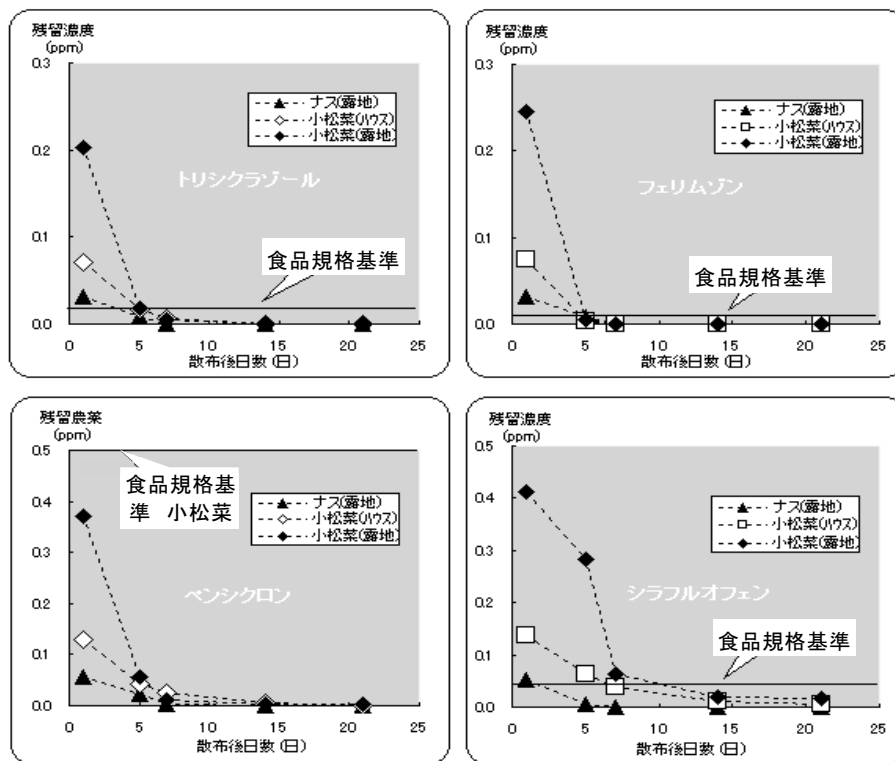 残留濃度
(ppm)
0.3
0.2
0.1
0.0
0
5
10
15
20
25
散布後日数(日)
ナス(露地)
小松菜(ハウス)
小松菜(露地)
トリシクラゾール
食品規格基準
残留濃度
(ppm)
0.3
0.2
0.1
0.0
0
5
10
15
20
25
散布後日数(日)
ナス(露地)
小松菜(ハウス)
小松菜(露地)
フェリムゾン
食品規格基準
残留農薬
(ppm)
0.5
0.4
0.3
0.2
0.1
0.0
0
5
10
15
20
25
散布後日数(日)
食品規格基
準 小松菜
ナス(露地)
小松菜(ハウス)
小松菜(露地)
ペンシクロン
残留濃度
(ppm)
0.5
0.4
0.3
0.2
0.1
0.0
0
5
10
15
20
25
散布後日数(日)
ナス(露地)
小松菜(ハウス)
小松菜(露地)
シラフルオフェン
食品規格基準